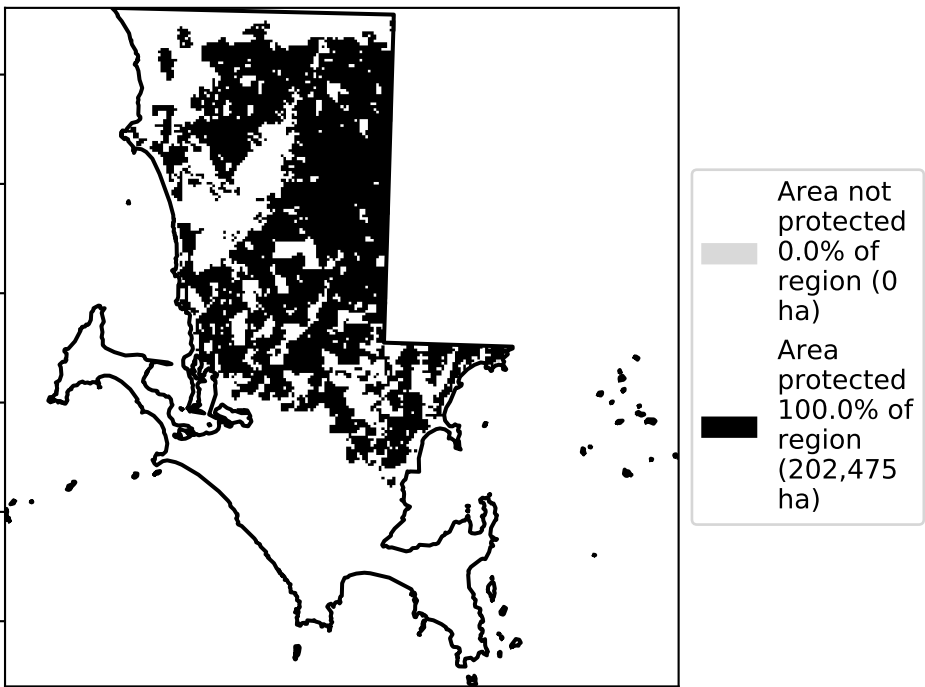 Area not
protected
0.0% of
region (0
ha)
Area
protected
100.0% of
region
(202,475
ha)